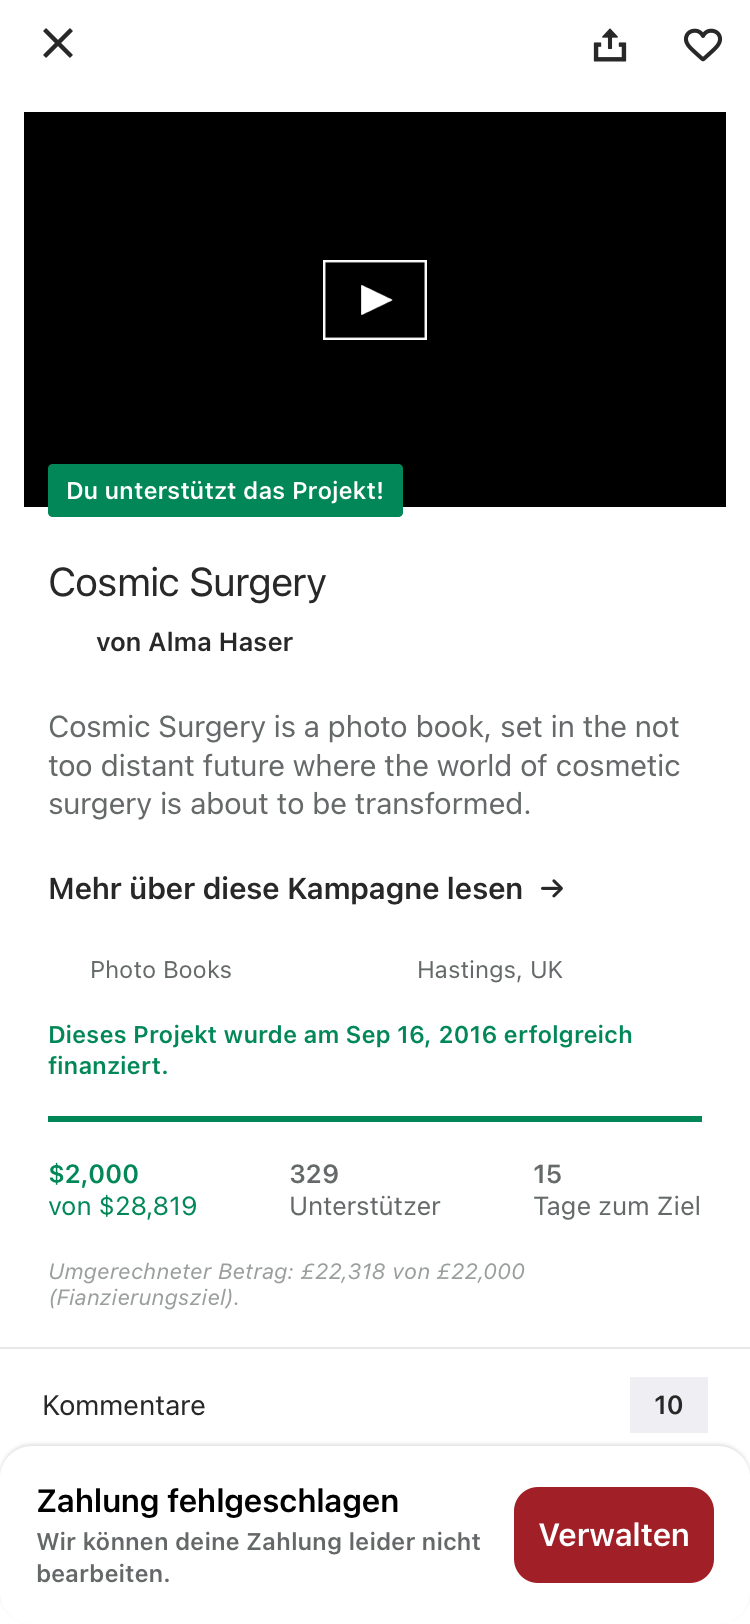 Du unterstützt das Projekt!
Cosmic Surgery
von Alma Haser
Cosmic Surgery is a photo book, set in the not
too distant future where the world of cosmetic
surgery is about to be transformed.
Mehr über diese Kampagne lesen →
Photo Books
Hastings, UK
Dieses Projekt wurde am Sep 16, 2016 erfolgreich
finanziert.
$2,000
von $28,819
329
Unterstützer
15
Tage zum Ziel
Umgerechneter Betrag: £22,318 von £22,000
(Fianzierungsziel).
Kommentare
10
Zahlung fehlgeschlagen
Wir können deine Zahlung leider nicht
bearbeiten.
Verwalten